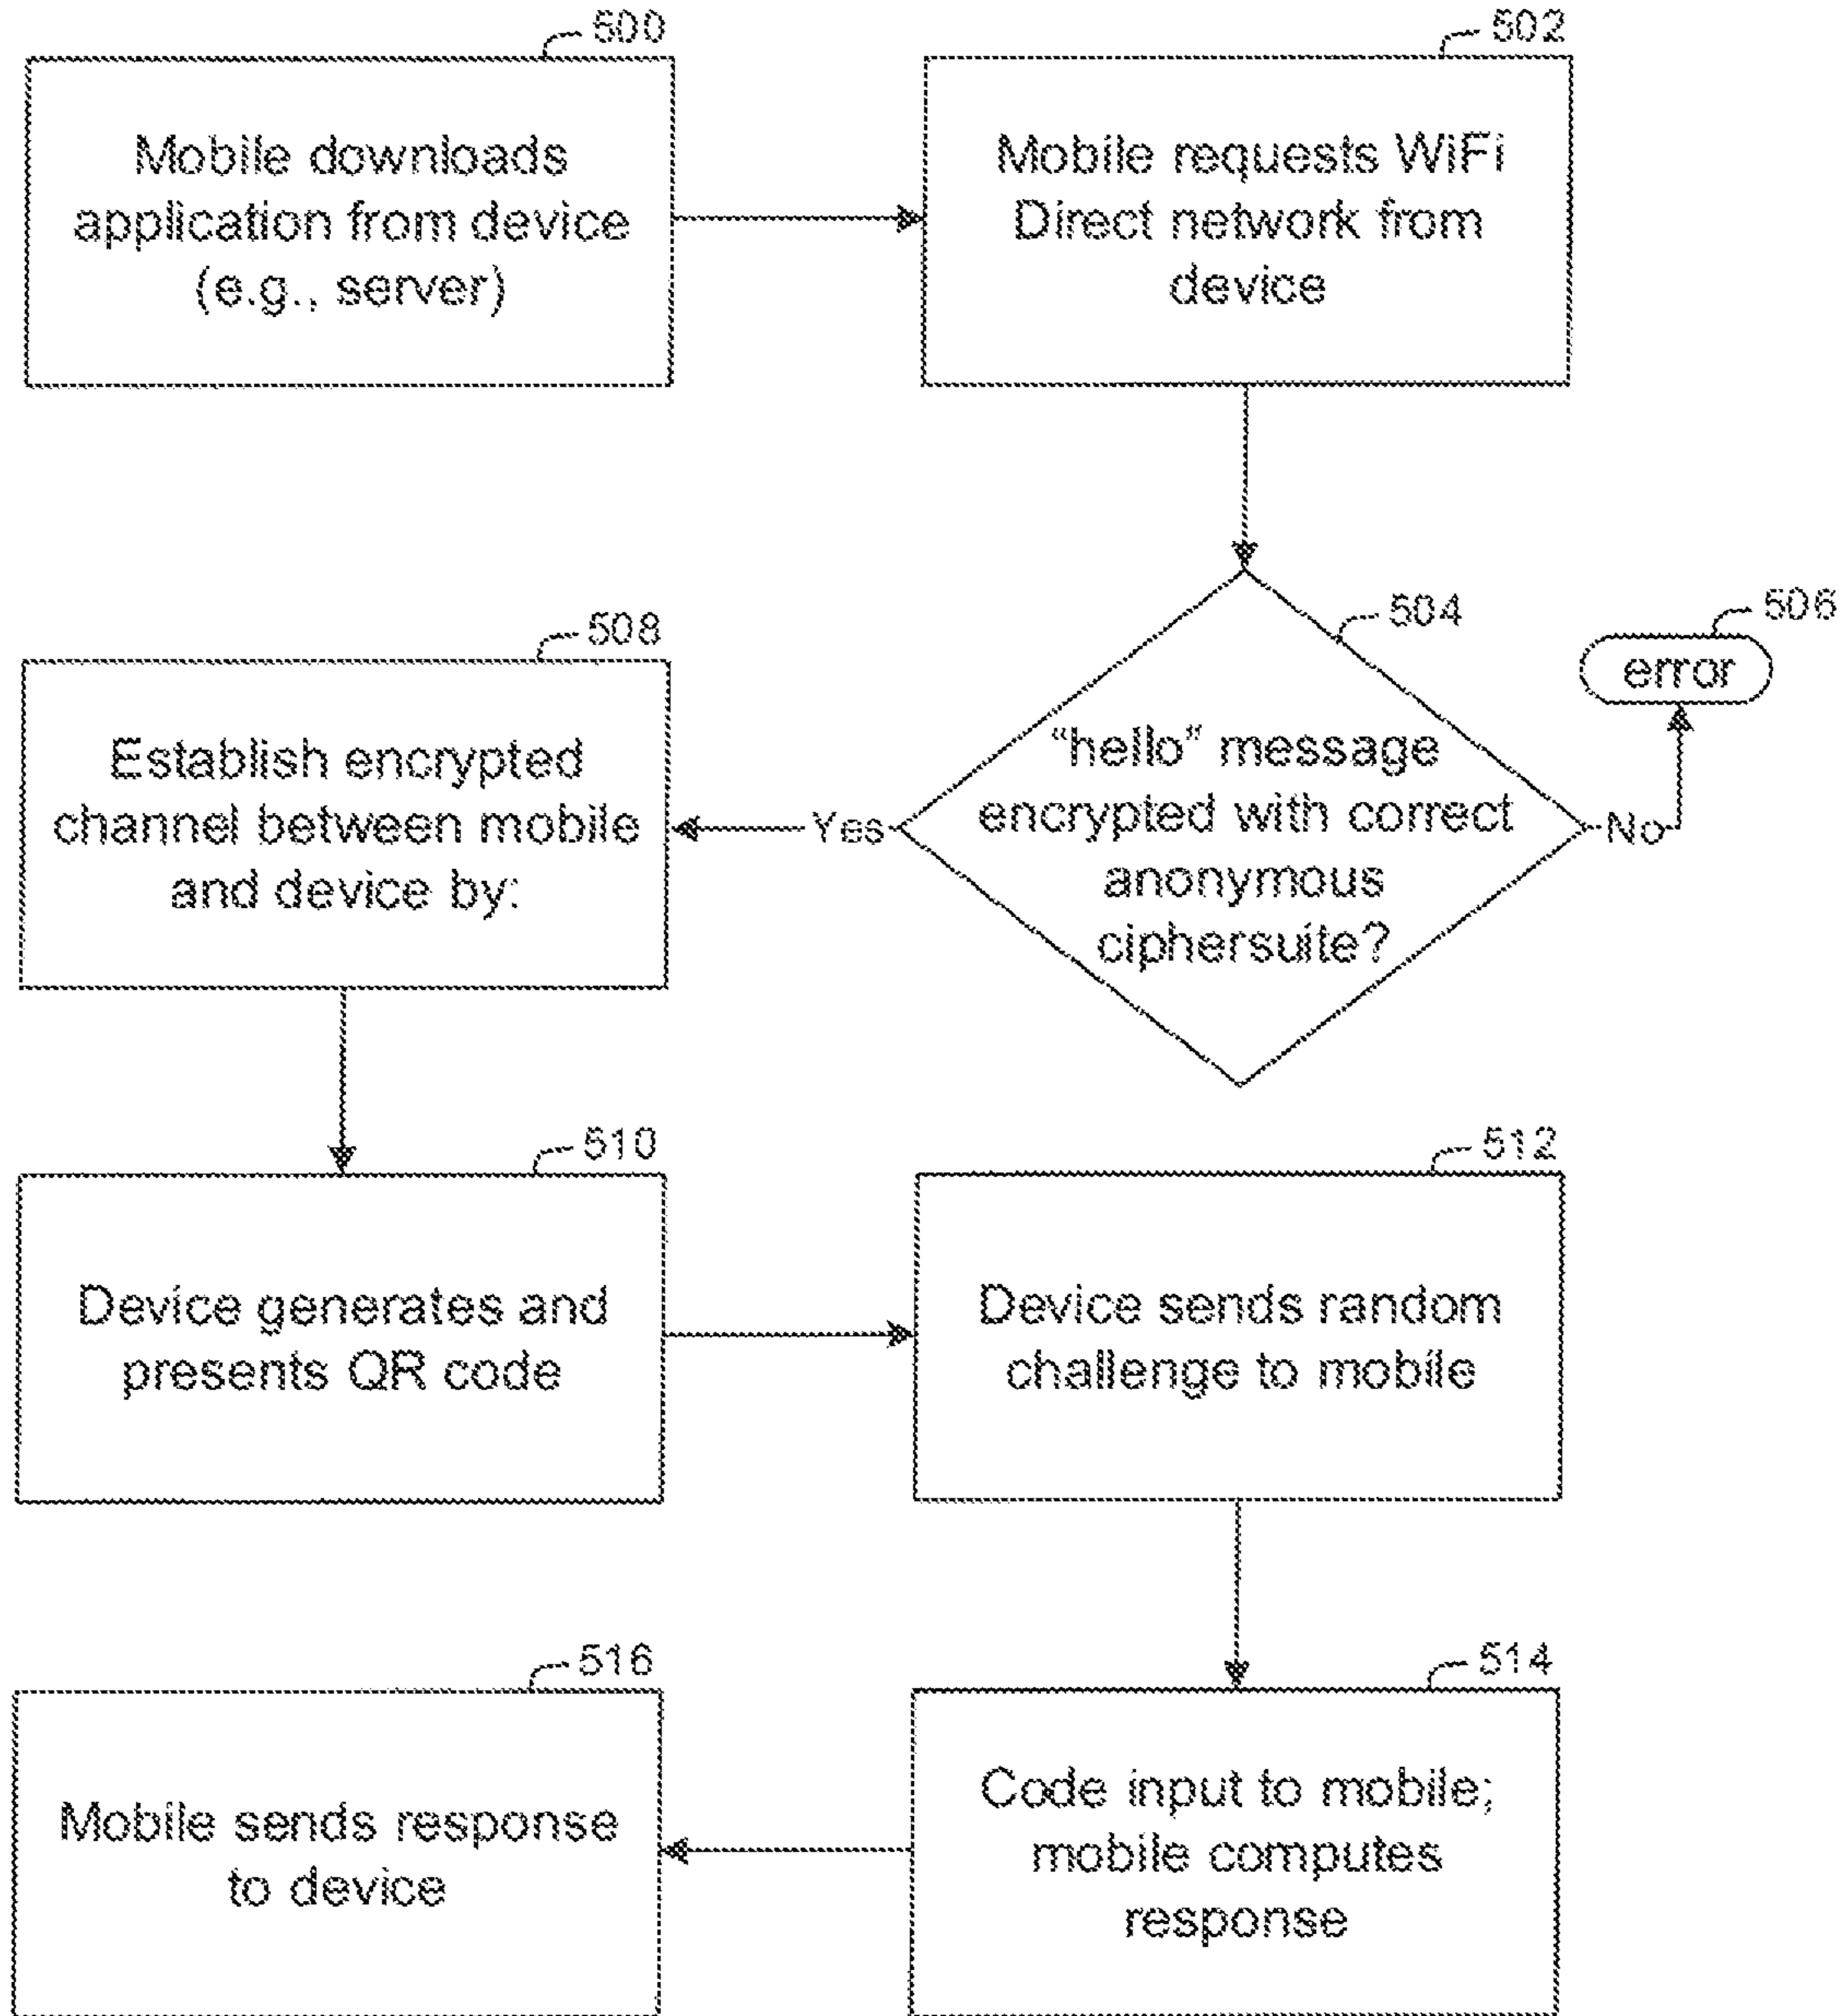 500
Mobile downloads
application from device
(e.g., server)
502
Mobile requests WiFi
Direct network from
device
504
"hello" message
encrypted with correct
anonymous
ciphersuite?
No
506
error
Yes
508
Establish encrypted
channel between mobile
and device by:
510
Device generates and
presents QR code
512
Device sends random
challenge to mobile
514
Code input to mobile;
mobile computes
response
516
Mobile sends response
to device